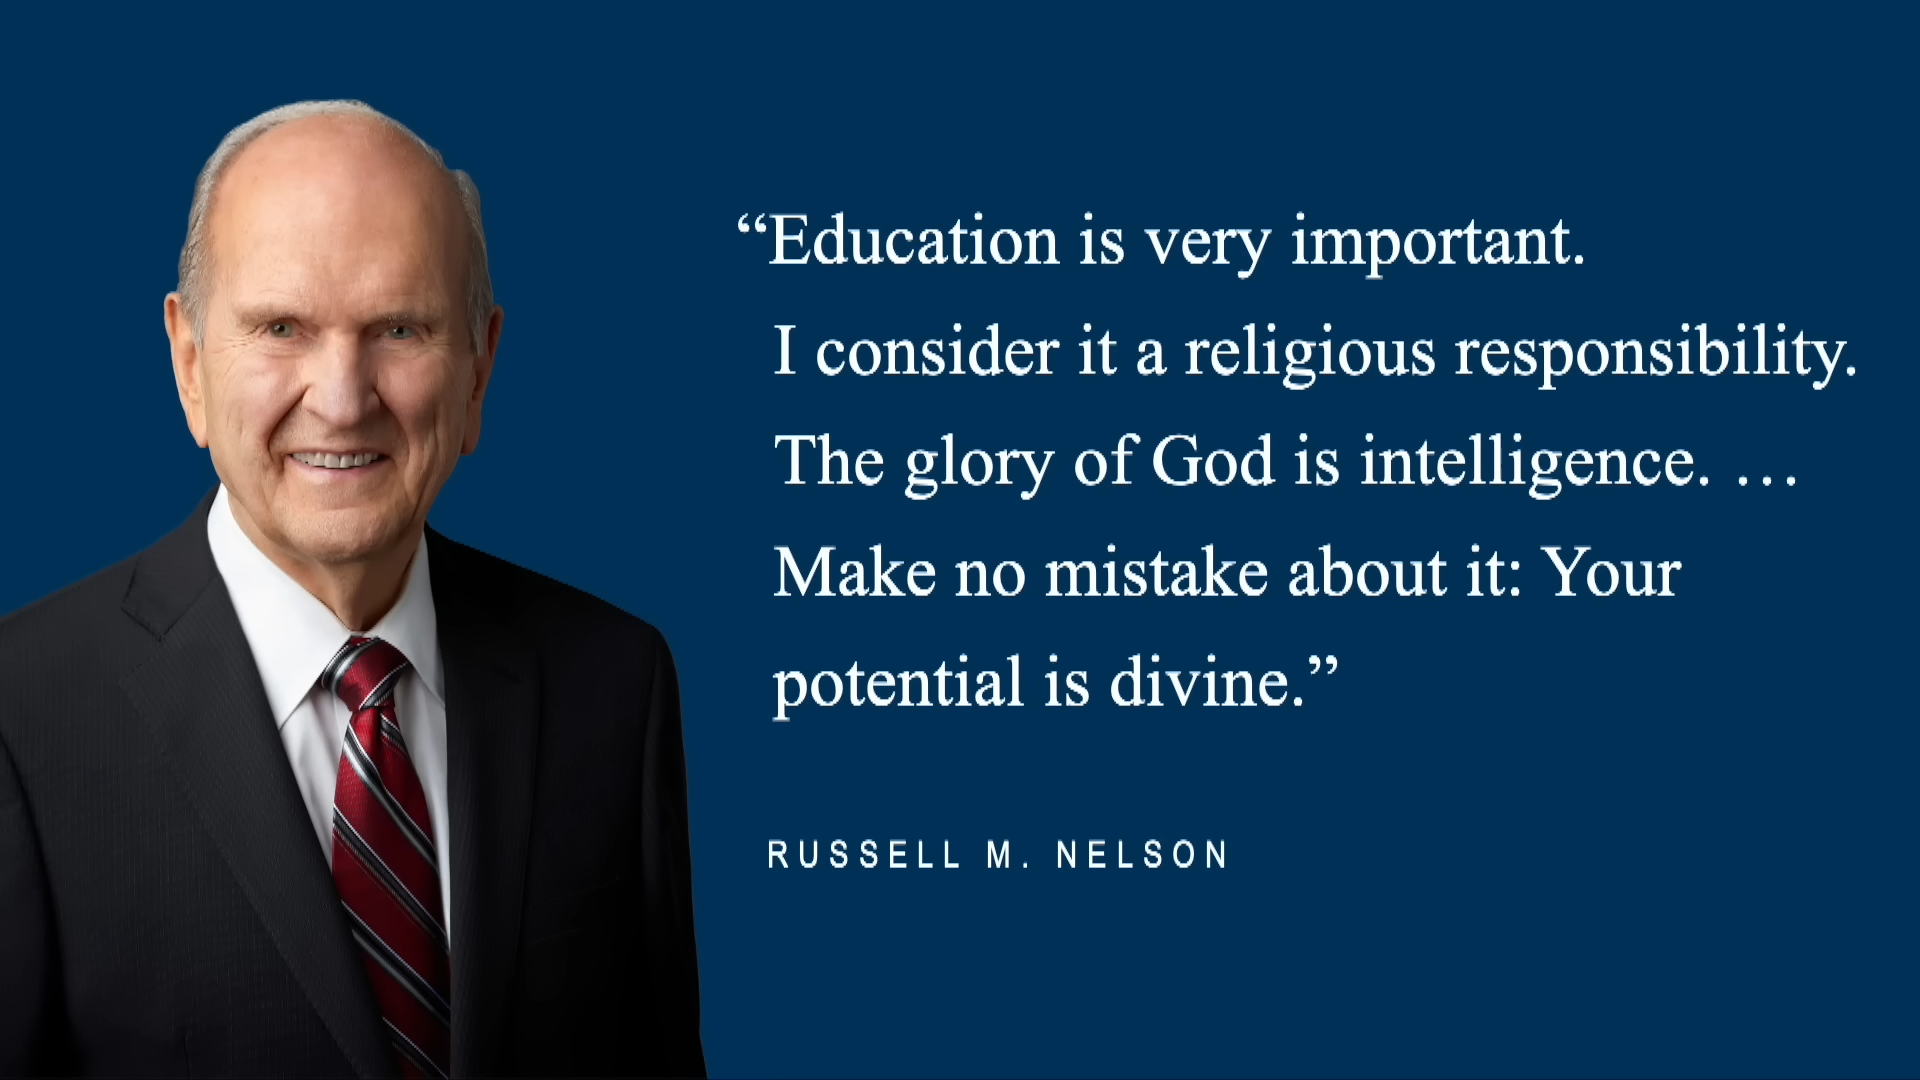 “Education is very important.
I consider it a religious responsibility.
The glory of God is intelligence. …
Make no mistake about it: Your
potential is divine.”
RUSSELL M. NELSON